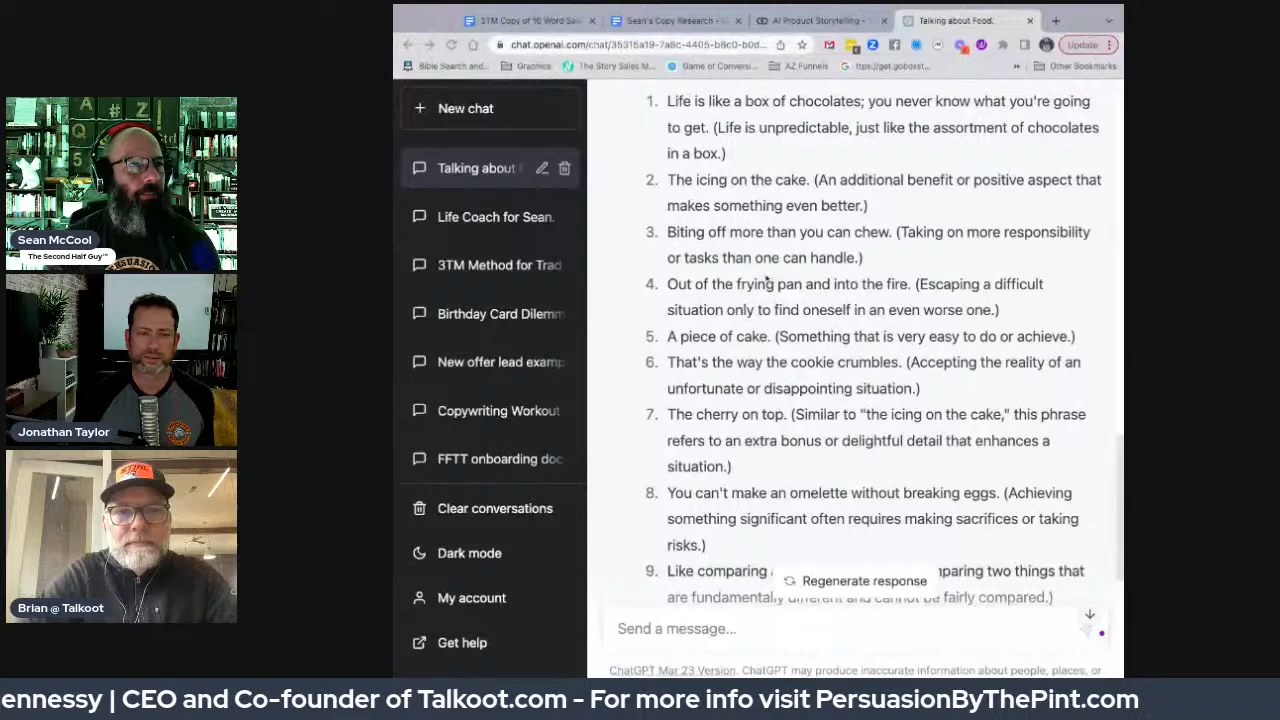 3TM Copy of 16 Word Sal
Sean's Copy Research - 
AI Product Storytelling -
Talking about Food.
chat.openai.com/chat/35315a19-7a8c-4405-b8c0-b0d...
Update
Bible Search and...
Graphics
The Story Sales M...
Game of Conversi...
AZ Funnels
ftps://get.goboxst...
»
Other Bookmarks
+ New chat
Talking about
Life Coach for Sean.
3TM Method for Trad
Birthday Card Dilemm
New offer lead examp
Copywriting Workout
FFTT onboarding doc
Clear conversations
Dark mode
My account
Get help
1. Life is like a box of chocolates; you never know what you're going
to get. (Life is unpredictable, just like the assortment of chocolates
in a box.)
2. The icing on the cake. (An additional benefit or positive aspect that
makes something even better.)
3. Biting off more than you can chew. (Taking on more responsibility
or tasks than one can handle.)
4. Out of the frying pan and into the fire. (Escaping a difficult
situation only to find oneself in an even worse one.)
5. A piece of cake. (Something that is very easy to do or achieve.)
6. That's the way the cookie crumbles. (Accepting the reality of an
unfortunate or disappointing situation.)
7. The cherry on top. (Similar to "the icing on the cake," this phrase
refers to an extra bonus or delightful detail that enhances a
situation.)
8. You can't make an omelette without breaking eggs. (Achieving
something significant often requires making sacrifices or taking
risks.)
9. Like comparing mparing two things that
are fundamentally different and cannot be fairly compared.)
Regenerate response
Send a message...
ChatGPT Mar 23 Version. ChatGPT may produce inaccurate information about people, places, or
Sean McCool
The Second Half Guy™
Jonathan Taylor
STIHL
Brian @ Talkoot
ennessy | CEO and Co-founder of Talkoot.com - For more info visit PersuasionByThePint.com